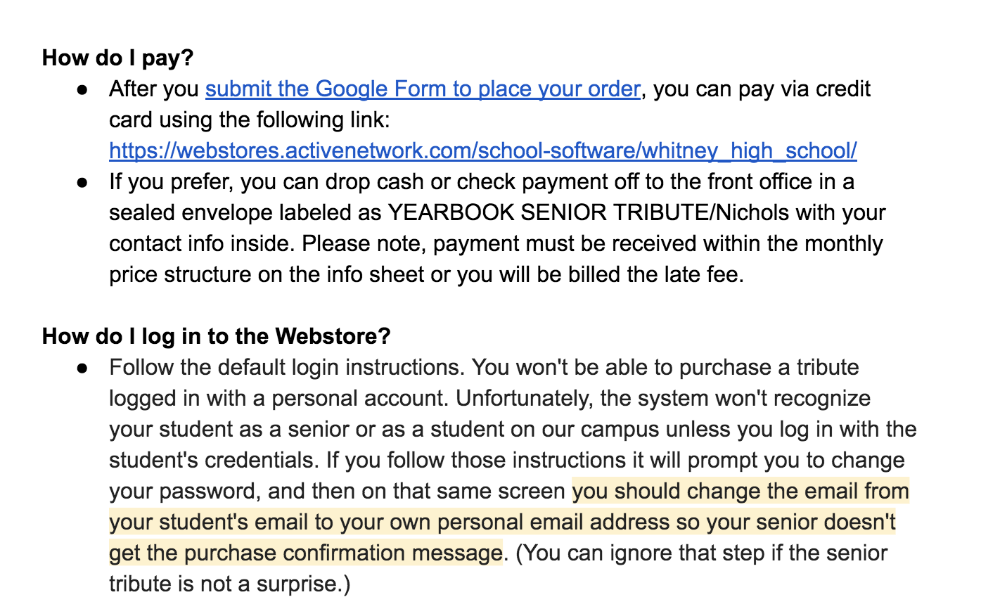 How do I pay?
● After you submit the Google Form to place your order, you can pay via credit
card using the following link:
https://webstores.activenetwork.com/school-software/whitney_high_school/
● If you prefer, you can drop cash or check payment off to the front office in a
sealed envelope labeled as YEARBOOK SENIOR TRIBUTE/Nichols with your
contact info inside. Please note, payment must be received within the monthly
price structure on the info sheet or you will be billed the late fee.
How do I log in to the Webstore?
● Follow the default login instructions. You won't be able to purchase a tribute
logged in with a personal account. Unfortunately, the system won't recognize
your student as a senior or as a student on our campus unless you log in with the
student's credentials. If you follow those instructions it will prompt you to change
your password, and then on that same screen you should change the email from
your student's email to your own personal email address so your senior doesn't
get the purchase confirmation message. (You can ignore that step if the senior
tribute is not a surprise.)